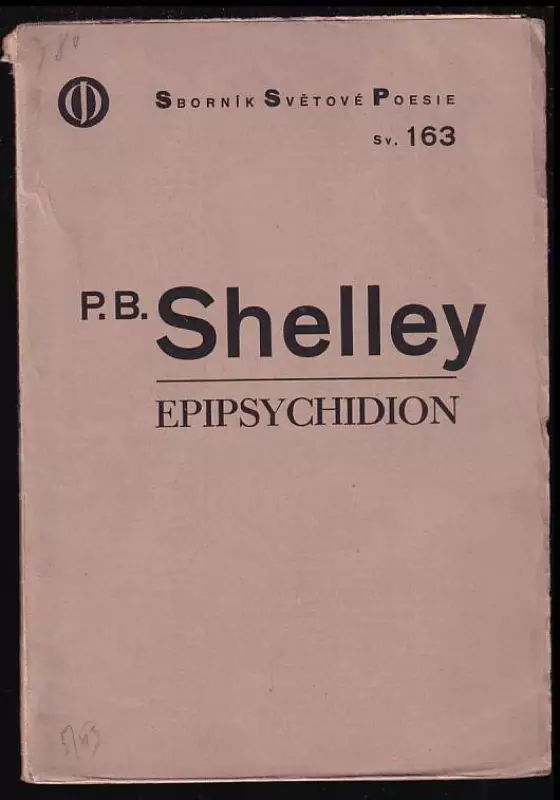 SBORNÍK SVĚTOVÉ POESIE
SV. 163
P.B. Shelley
EPIPSYCHIDION